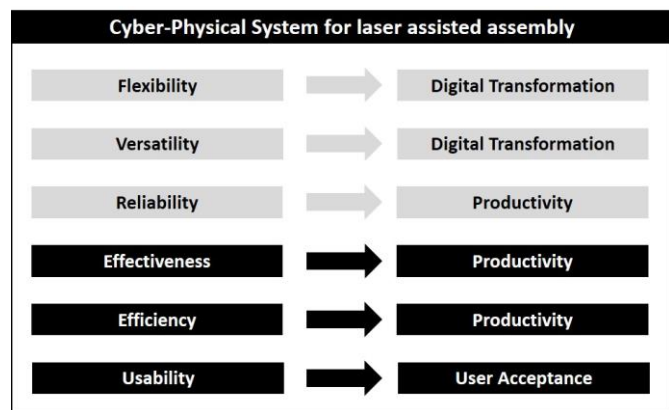 Cyber-Physical System for laser assisted assembly
Flexibility Digital Transformation
Versatility Digital Transformation
Reliability Productivity
Effectiveness Productivity
Efficiency Productivity
Usability User Acceptance